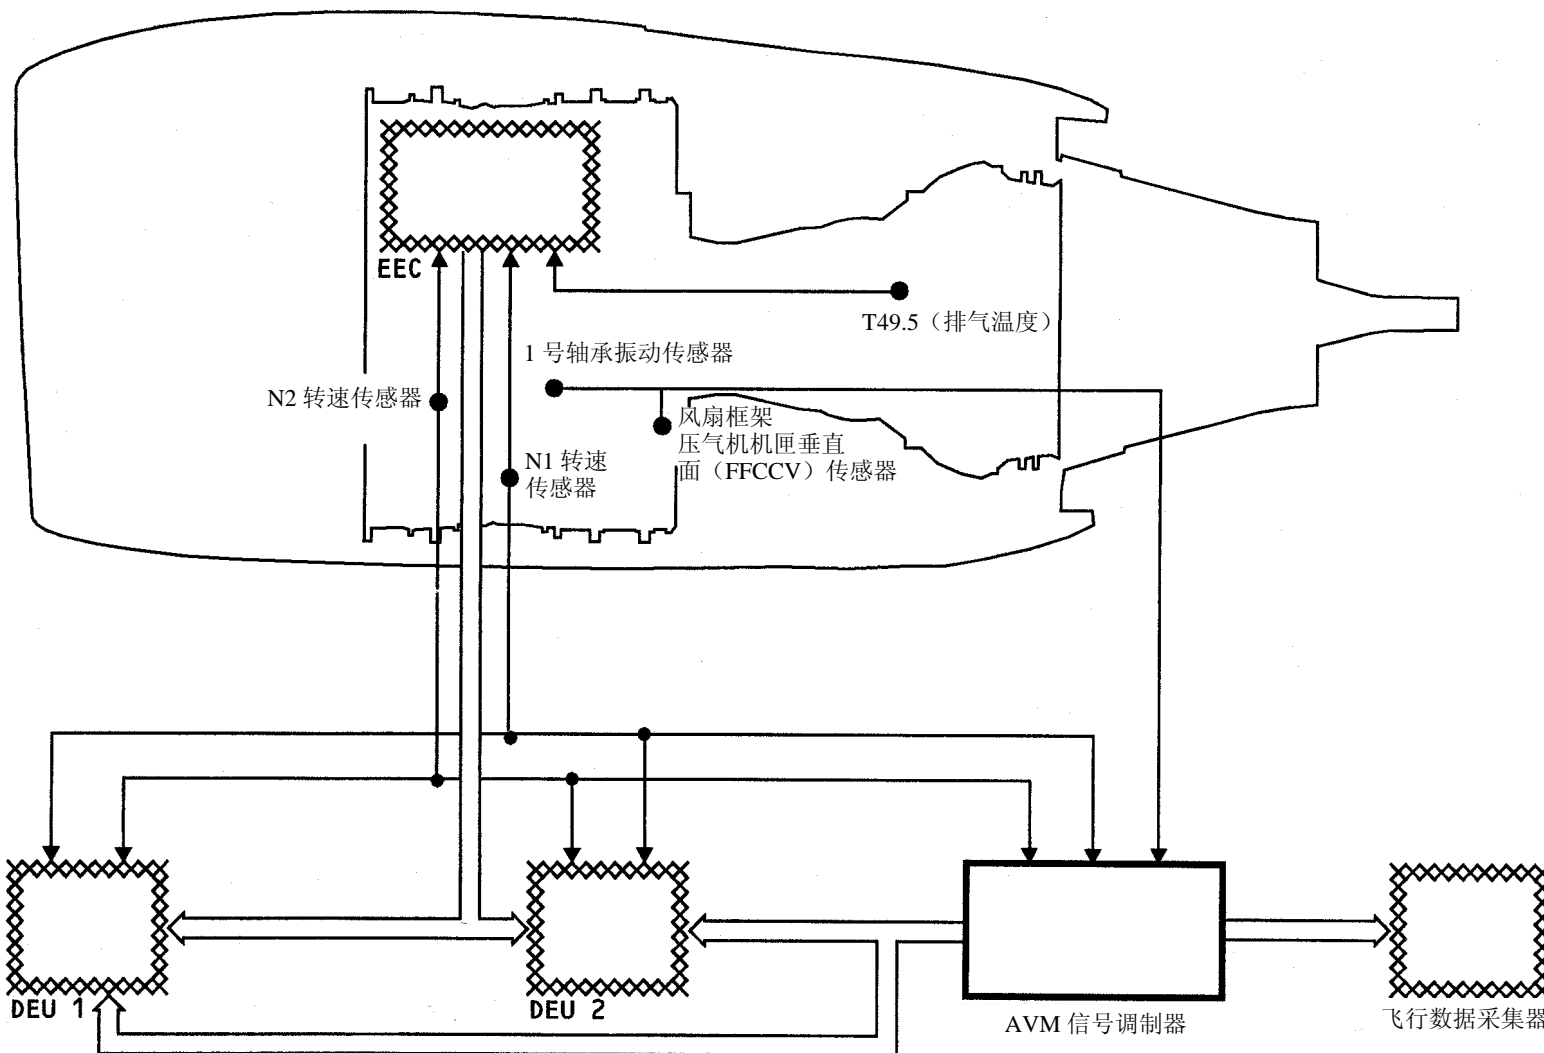 EEC
T49.5（排气温度）
1 号轴承振动传感器
N2 转速传感器
风扇框架
压气机机匣垂直
面（FFCCV）传感器
N1 转速
传感器
DEU 1
DEU 2
AVM 信号调制器
飞行数据采集器